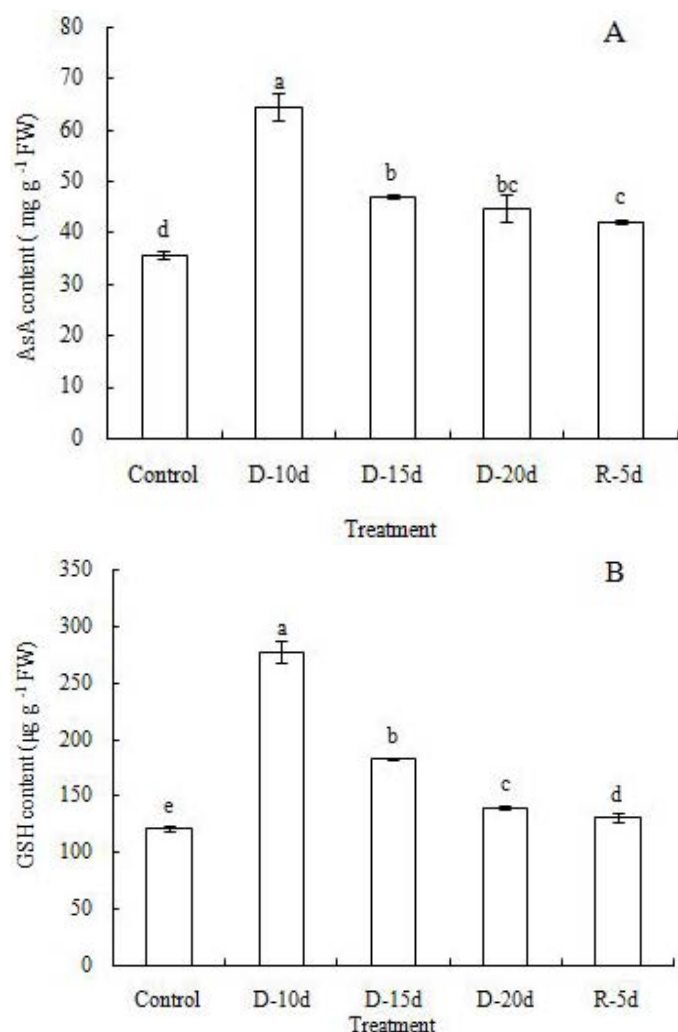 A
AsA content ( mg g -1 FW)
80
70
60
50
40
30
20
10
0
d
a
b
bc
c
Control D-10d D-15d D-20d R-5d
Treatment
B
GSH content (µg g -1 FW)
350
300
250
200
150
100
50
0
e
a
b
c
d
Control D-10d D-15d D-20d R-5d
Treatment